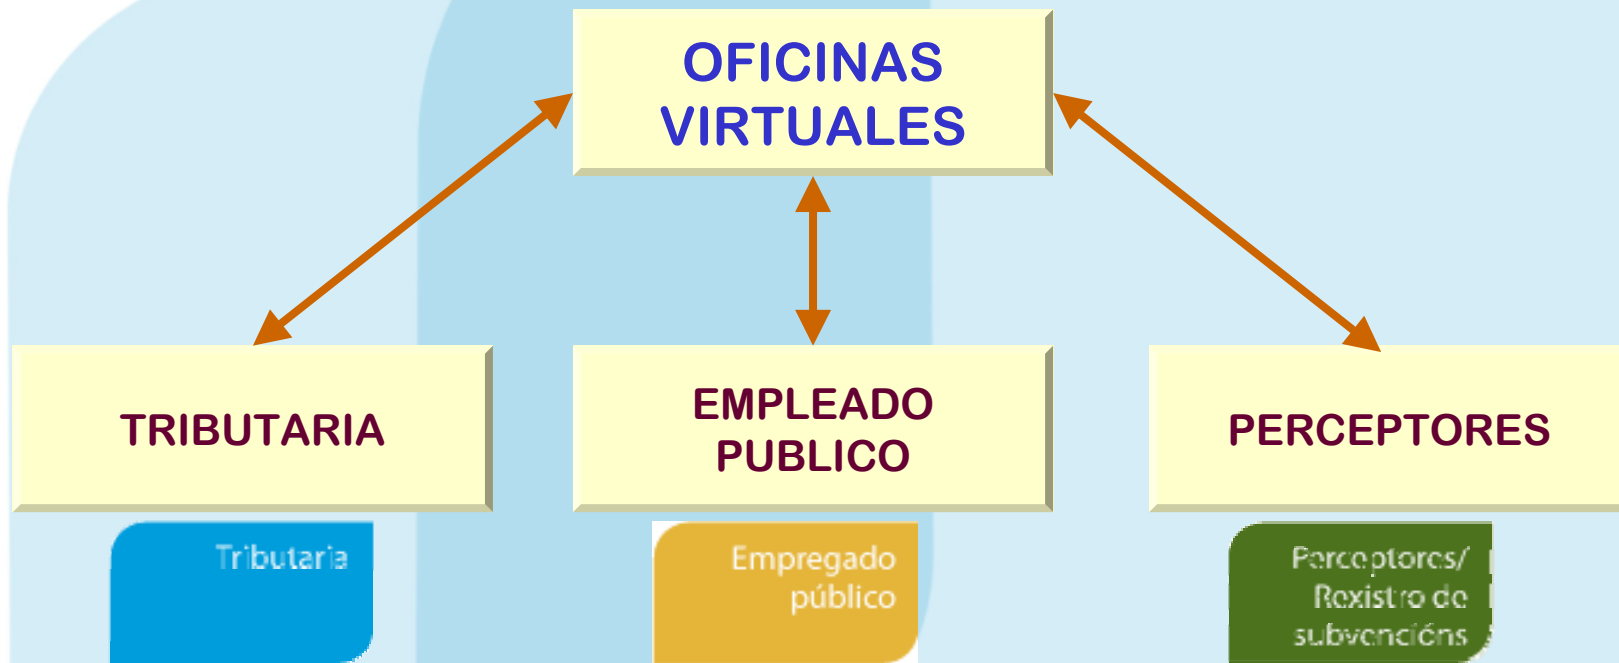 OFICINAS
VIRTUALES
TRIBUTARIA
EMPLEADO
PUBLICO
PERCEPTORES
Tributaria
Empregado
público
Perceptores/
Rexistro de
subvencións